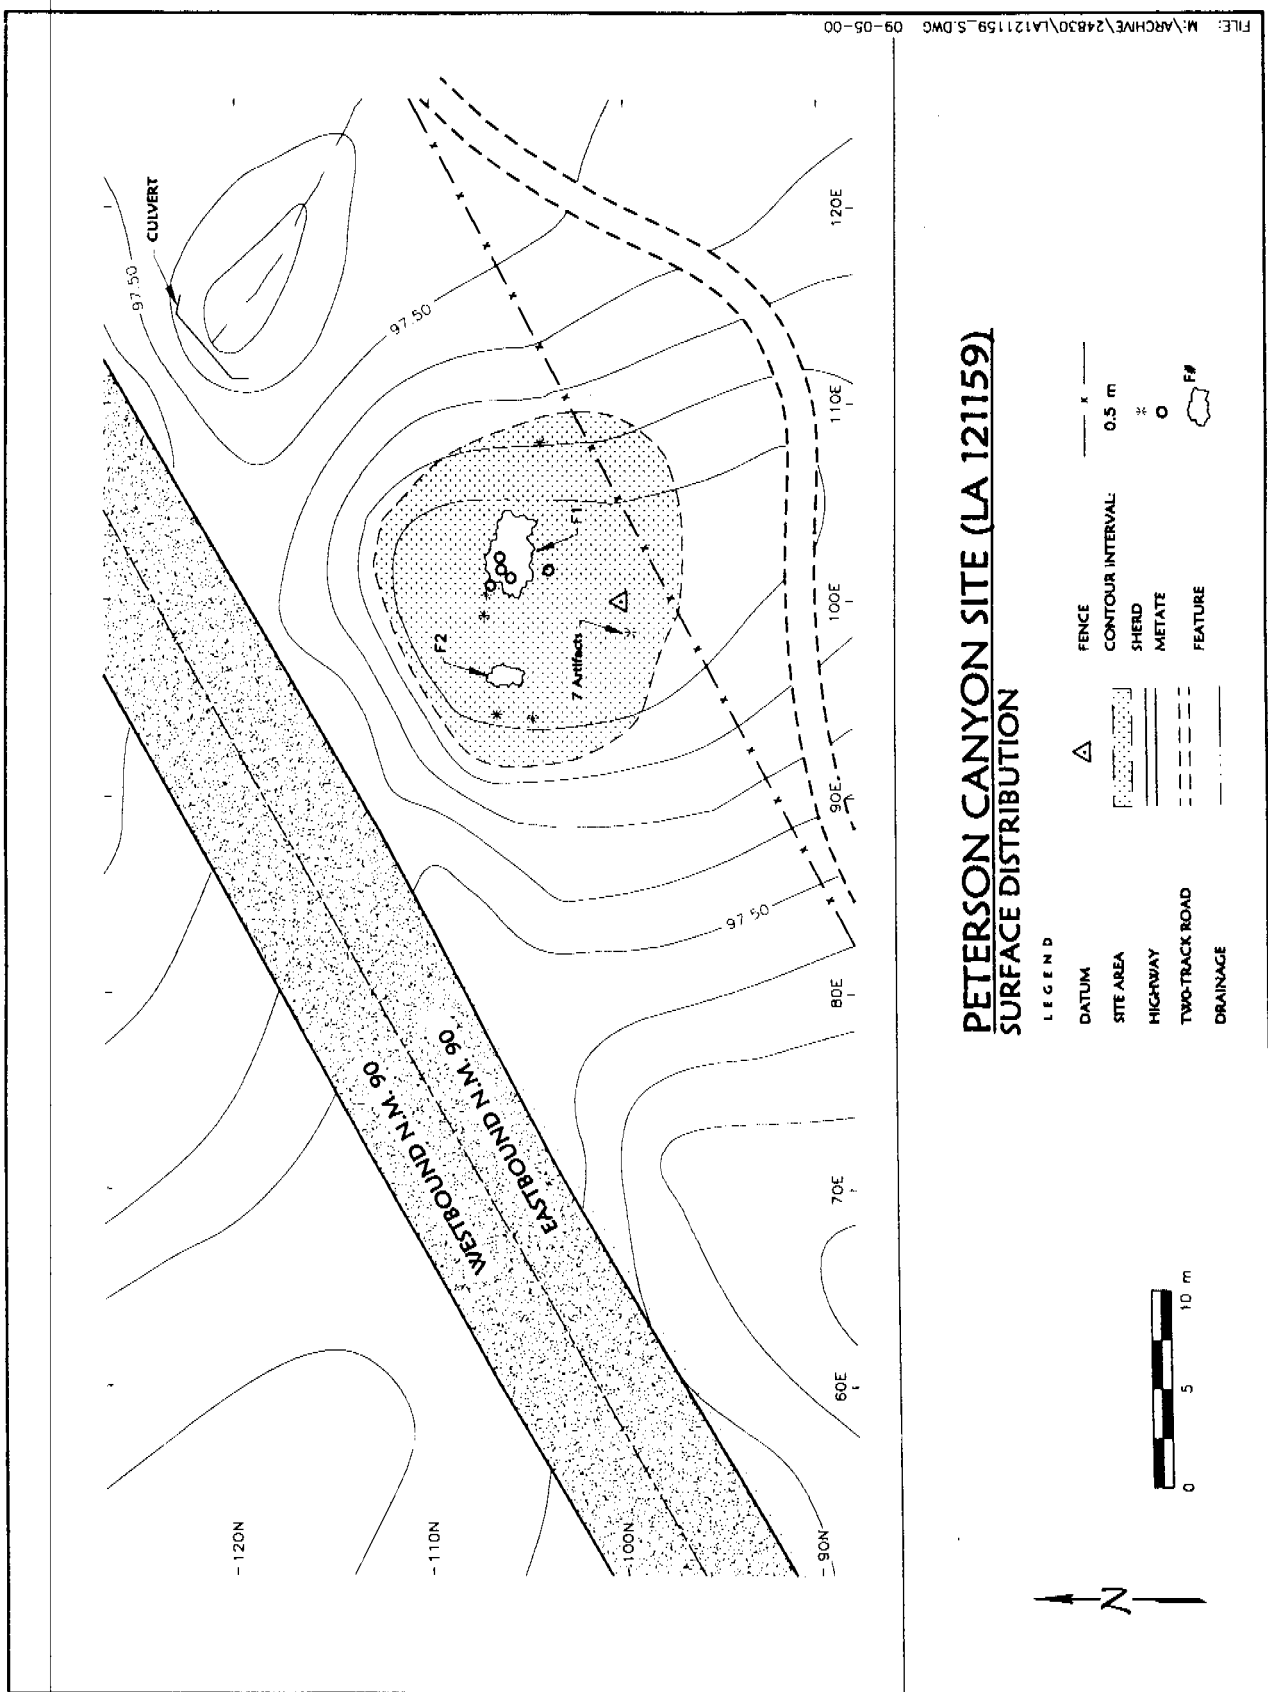 FILE: M:\ARCHIVE\24830\LA121159_S.DWG 09-05-00
CULVERT
97.50
97.50
97.50
F2
F1
7 Artifacts
WESTBOUND N.M. 90
EASTBOUND N.M. 90
120N
110N
100N
90N
60E
70E
80E
90E
100E
110E
120E
N
0 5 10 m
PETERSON CANYON SITE (LA 121159)
SURFACE DISTRIBUTION
LEGEND
DATUM
SITE AREA
HIGHWAY
TWO-TRACK ROAD
DRAINAGE
FENCE
x
CONTOUR INTERVAL: 0.5 m
SHERD
METATE
FEATURE
F#